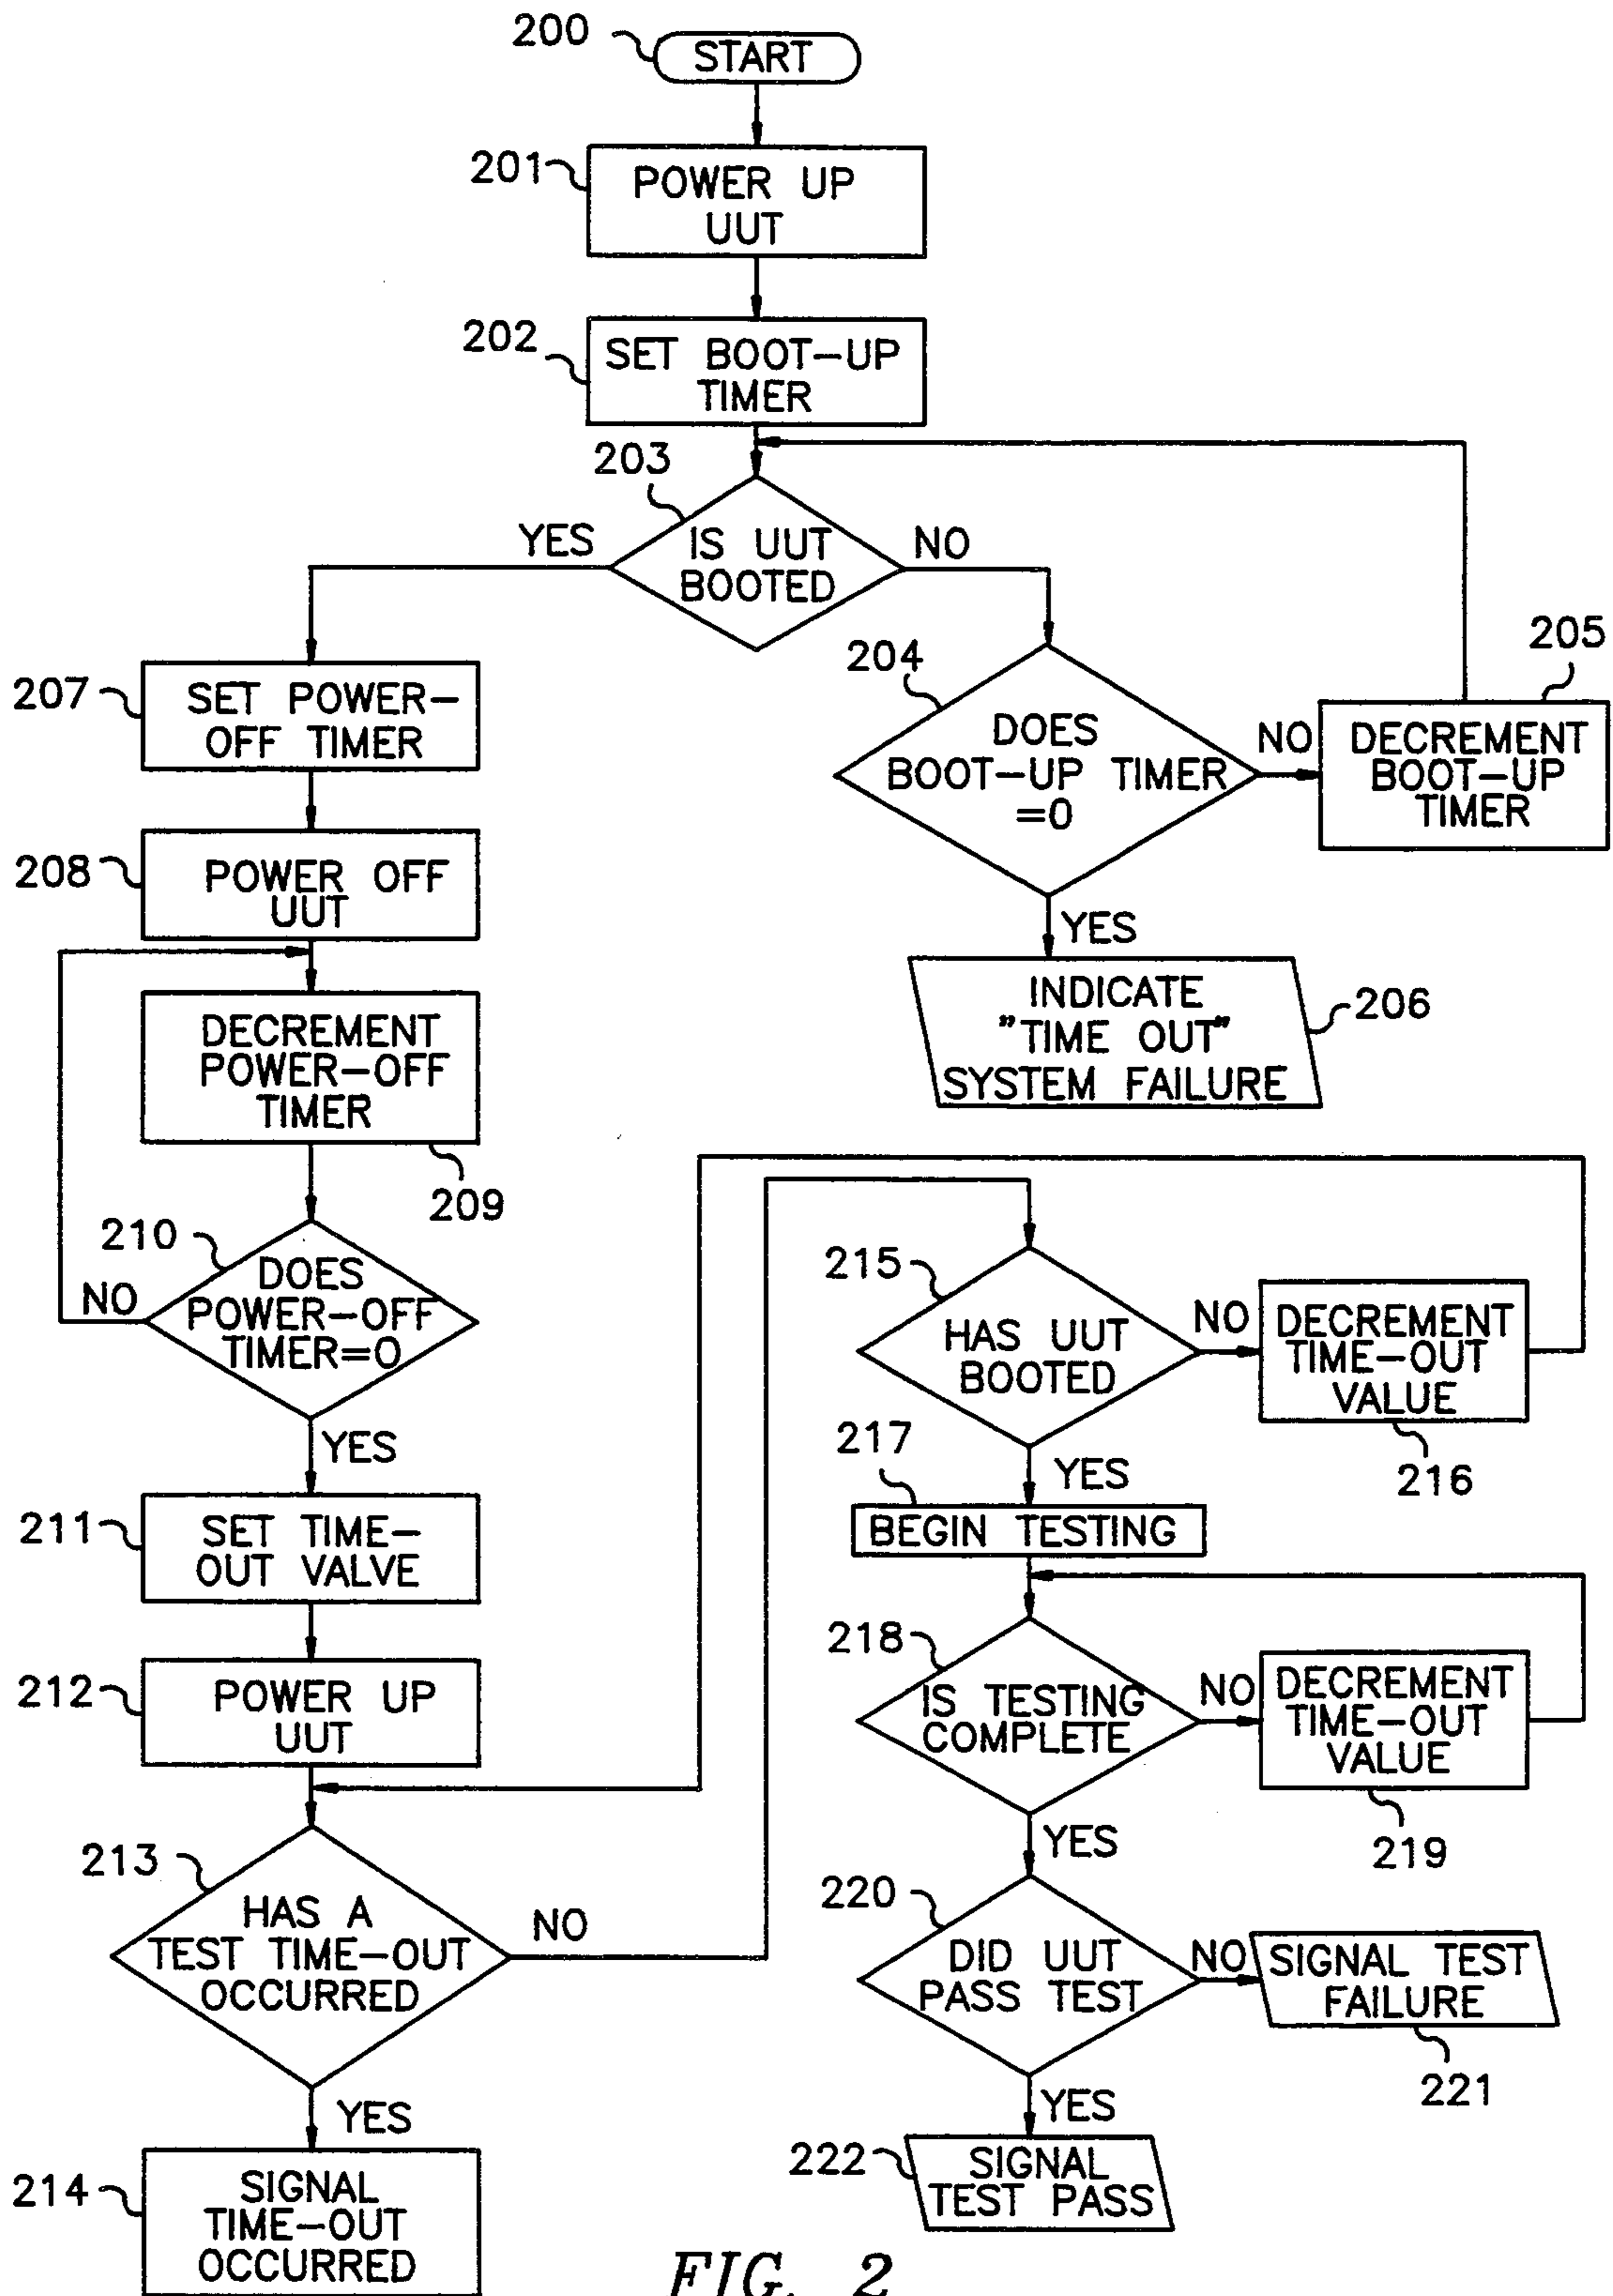 200
START
201
POWER UP
UUT
202
SET BOOT-UP
TIMER
203
IS UUT
BOOTED
YES
NO
204
DOES
BOOT-UP TIMER
=0
NO
205
DECREMENT
BOOT-UP
TIMER
YES
INDICATE
"TIME OUT"
SYSTEM FAILURE
206
207
SET POWER-
OFF TIMER
208
POWER OFF
UUT
DECREMENT
POWER-OFF
TIMER
209
210
DOES
POWER-OFF
TIMER=0
NO
YES
211
SET TIME-
OUT VALVE
212
POWER UP
UUT
213
HAS A
TEST TIME-OUT
OCCURRED
NO
YES
214
SIGNAL
TIME-OUT
OCCURRED
215
HAS UUT
BOOTED
NO
DECREMENT
TIME-OUT
VALUE
216
YES
217
BEGIN TESTING
218
IS TESTING
COMPLETE
NO
DECREMENT
TIME-OUT
VALUE
219
YES
220
DID UUT
PASS TEST
NO
SIGNAL TEST
FAILURE
221
YES
222
SIGNAL
TEST PASS
FIG. 2